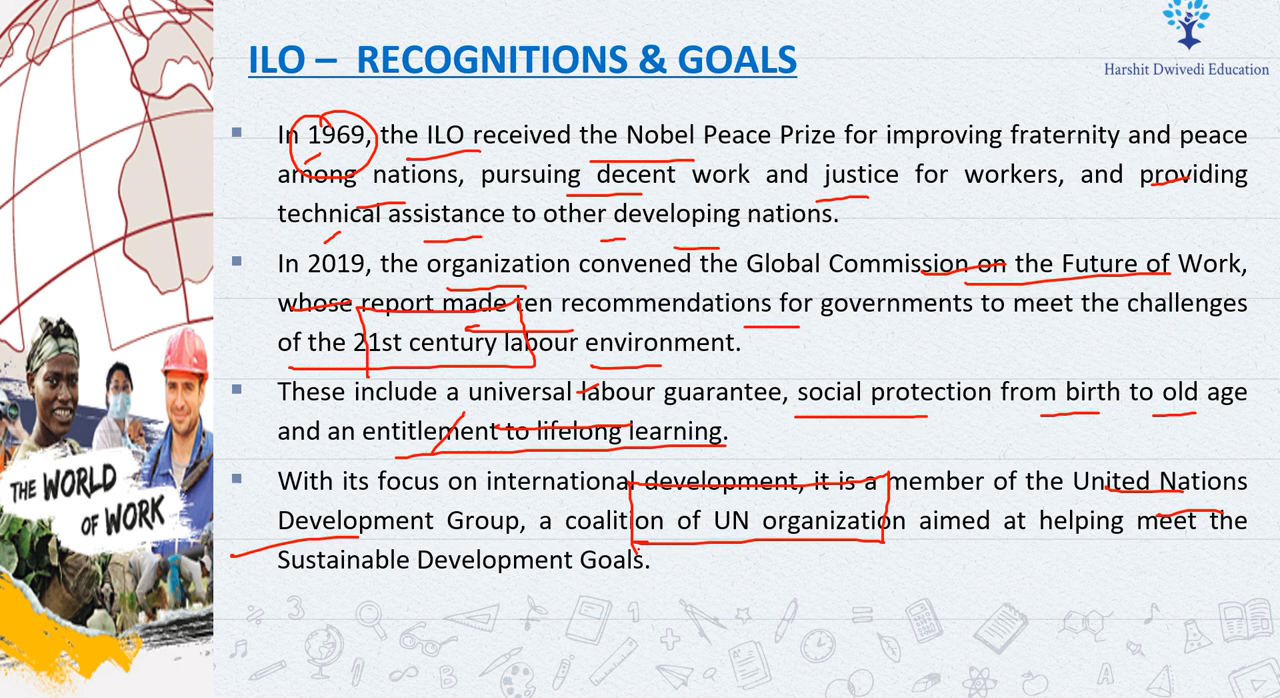 ILO – RECOGNITIONS & GOALS
Harshit Dwivedi Education
In 1969, the ILO received the Nobel Peace Prize for improving fraternity and peace
among nations, pursuing decent work and justice for workers, and providing
technical assistance to other developing nations.
In 2019, the organization convened the Global Commission on the Future of Work,
whose report made ten recommendations for governments to meet the challenges
of the 21st century labour environment.
These include a universal labour guarantee, social protection from birth to old age
and an entitlement to lifelong learning.
With its focus on international development, it is a member of the United Nations
Development Group, a coalition of UN organization aimed at helping meet the
Sustainable Development Goals.
THE WORLD
OF WORK